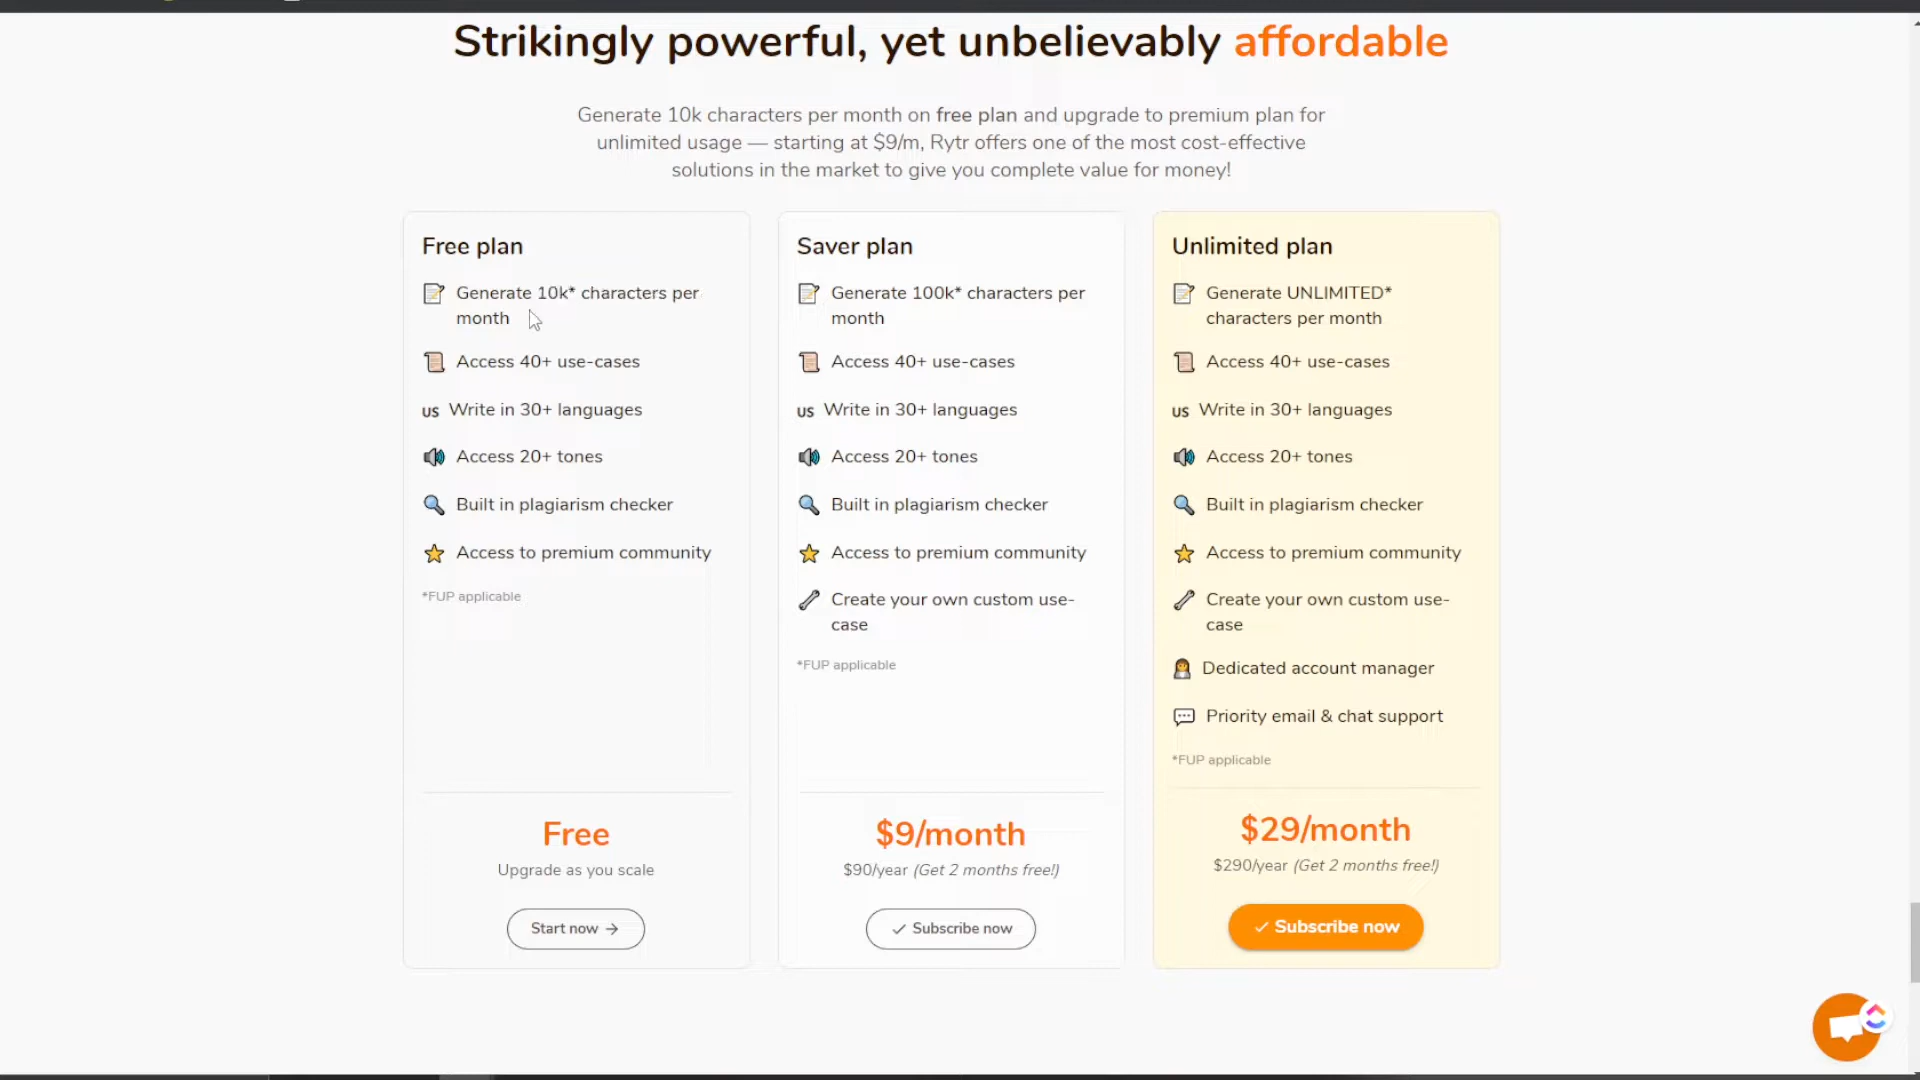 Strikingly powerful, yet unbelievably affordable
Generate 10k characters per month on free plan and upgrade to premium plan for
unlimited usage — starting at $9/m, Rytr offers one of the most cost-effective
solutions in the market to give you complete value for money!
Free plan
Generate 10k* characters per
month
Access 40+ use-cases
US Write in 30+ languages
Access 20+ tones
Built in plagiarism checker
Access to premium community
*FUP applicable
Free
Upgrade as you scale
Start now →
Saver plan
Generate 100k* characters per
month
Access 40+ use-cases
US Write in 30+ languages
Access 20+ tones
Built in plagiarism checker
Access to premium community
Create your own custom use-
case
*FUP applicable
$9/month
$90/year (Get 2 months free!)
✓ Subscribe now
Unlimited plan
Generate UNLIMITED*
characters per month
Access 40+ use-cases
US Write in 30+ languages
Access 20+ tones
Built in plagiarism checker
Access to premium community
Create your own custom use-
case
Dedicated account manager
Priority email & chat support
*FUP applicable
$29/month
$290/year (Get 2 months free!)
✓ Subscribe now